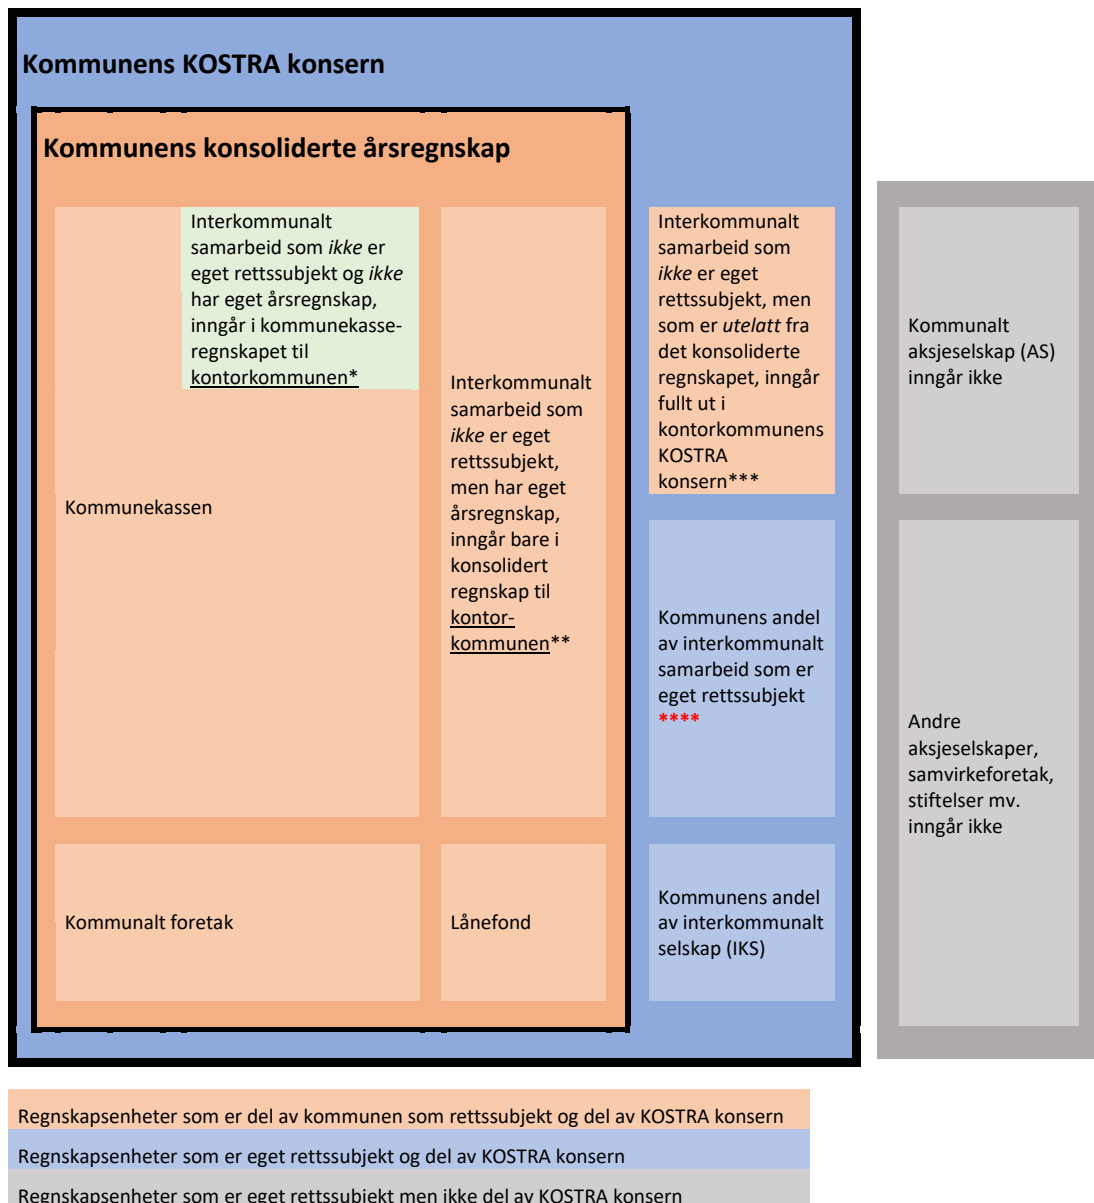 Kommunens KOSTRA konsern
Kommunens konsoliderte årsregnskap
Interkommunalt
samarbeid som ikke er
eget rettssubjekt og ikke
har eget årsregnskap,
inngår i kommunekasse-
regnskapet til
kontorkommunen*
Kommunekassen
Interkommunalt
samarbeid som
ikke er eget
rettssubjekt,
men har eget
årsregnskap,
inngår bare i
konsolidert
regnskap til
kontor-
kommunen**
Interkommunalt
samarbeid som
ikke er eget
rettssubjekt, men
som er utelatt fra
det konsoliderte
regnskapet, inngår
fullt ut i
kontorkommunens
KOSTRA
konsern***
Kommunens andel
av interkommunalt
samarbeid som er
eget rettssubjekt
****
Kommunalt foretak
Lånefond
Kommunens andel
av interkommunalt
selskap (IKS)
Kommunalt
aksjeselskap (AS)
inngår ikke
Andre
aksjeselskaper,
samvirkeforetak,
stiftelser mv.
inngår ikke
Regnskapsenheter som er del av kommunen som rettssubjekt og del av KOSTRA konsern
Regnskapsenheter som er eget rettssubjekt og del av KOSTRA konsern
Regnskapsenheter som er eget rettssubjekt men ikke del av KOSTRA konsern